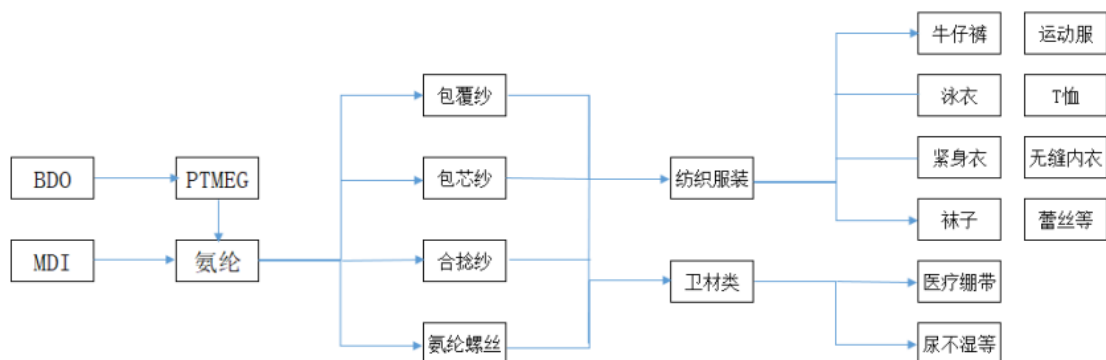 牛仔裤 运动服
包覆纱
泳衣 T恤
BDO PTMEG
包芯纱 纺织服装
紧身衣 无缝内衣
袜子 蕾丝等
MDI 氨纶
合捻纱 卫材类
医疗绷带
氨纶螺丝
尿不湿等